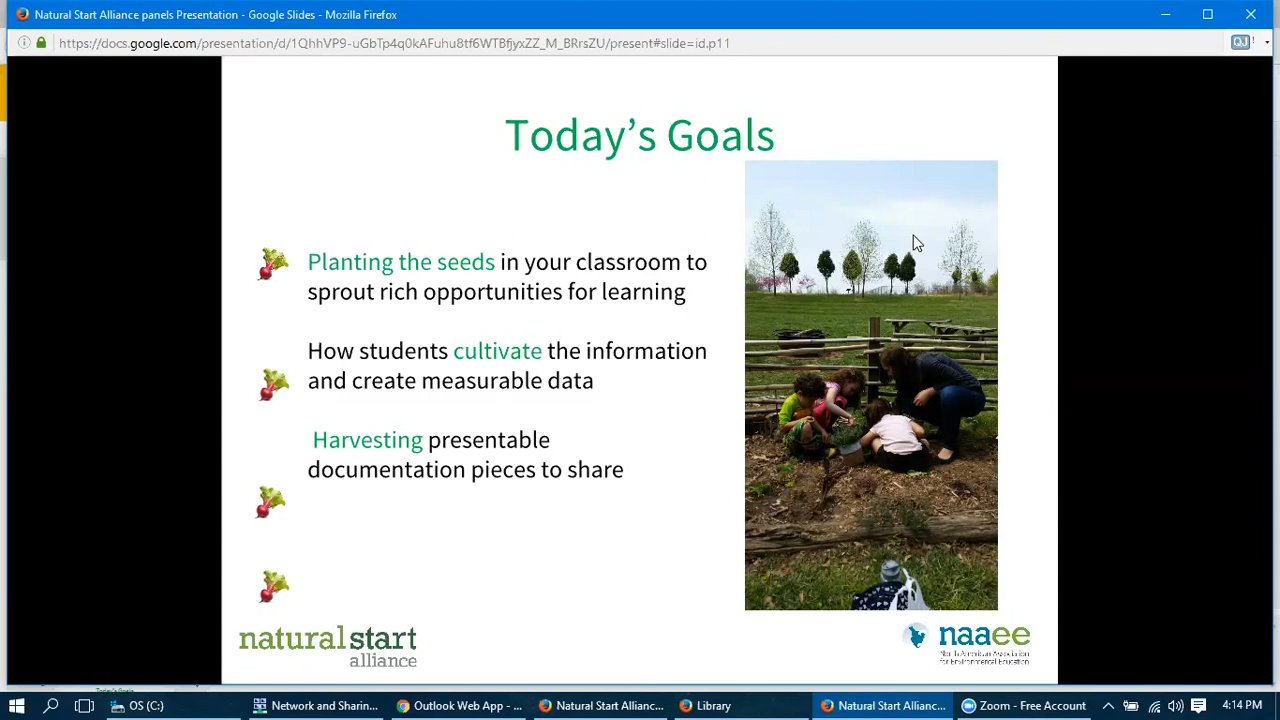 Natural Start Alliance panels Presentation - Google Slides - Mozilla Firefox
https://docs.google.com/presentation/d/1QhhVP9-uGbTp4q0kAFuhu8tf6WTBfjyxZZ_M_BRrsZU/present#slide=id.p11
QJ !
Today's Goals
Planting the seeds in your classroom to
sprout rich opportunities for learning
How students cultivate the information
and create measurable data
Harvesting presentable
documentation pieces to share
natural start
alliance
naaee
North American Association
for Environmental Education
Today's Goals
OS (C:)
Network and Sharin...
Outlook Web App - ...
Natural Start Allianc...
Library
Natural Start Allianc...
Zoom - Free Account
4:14 PM